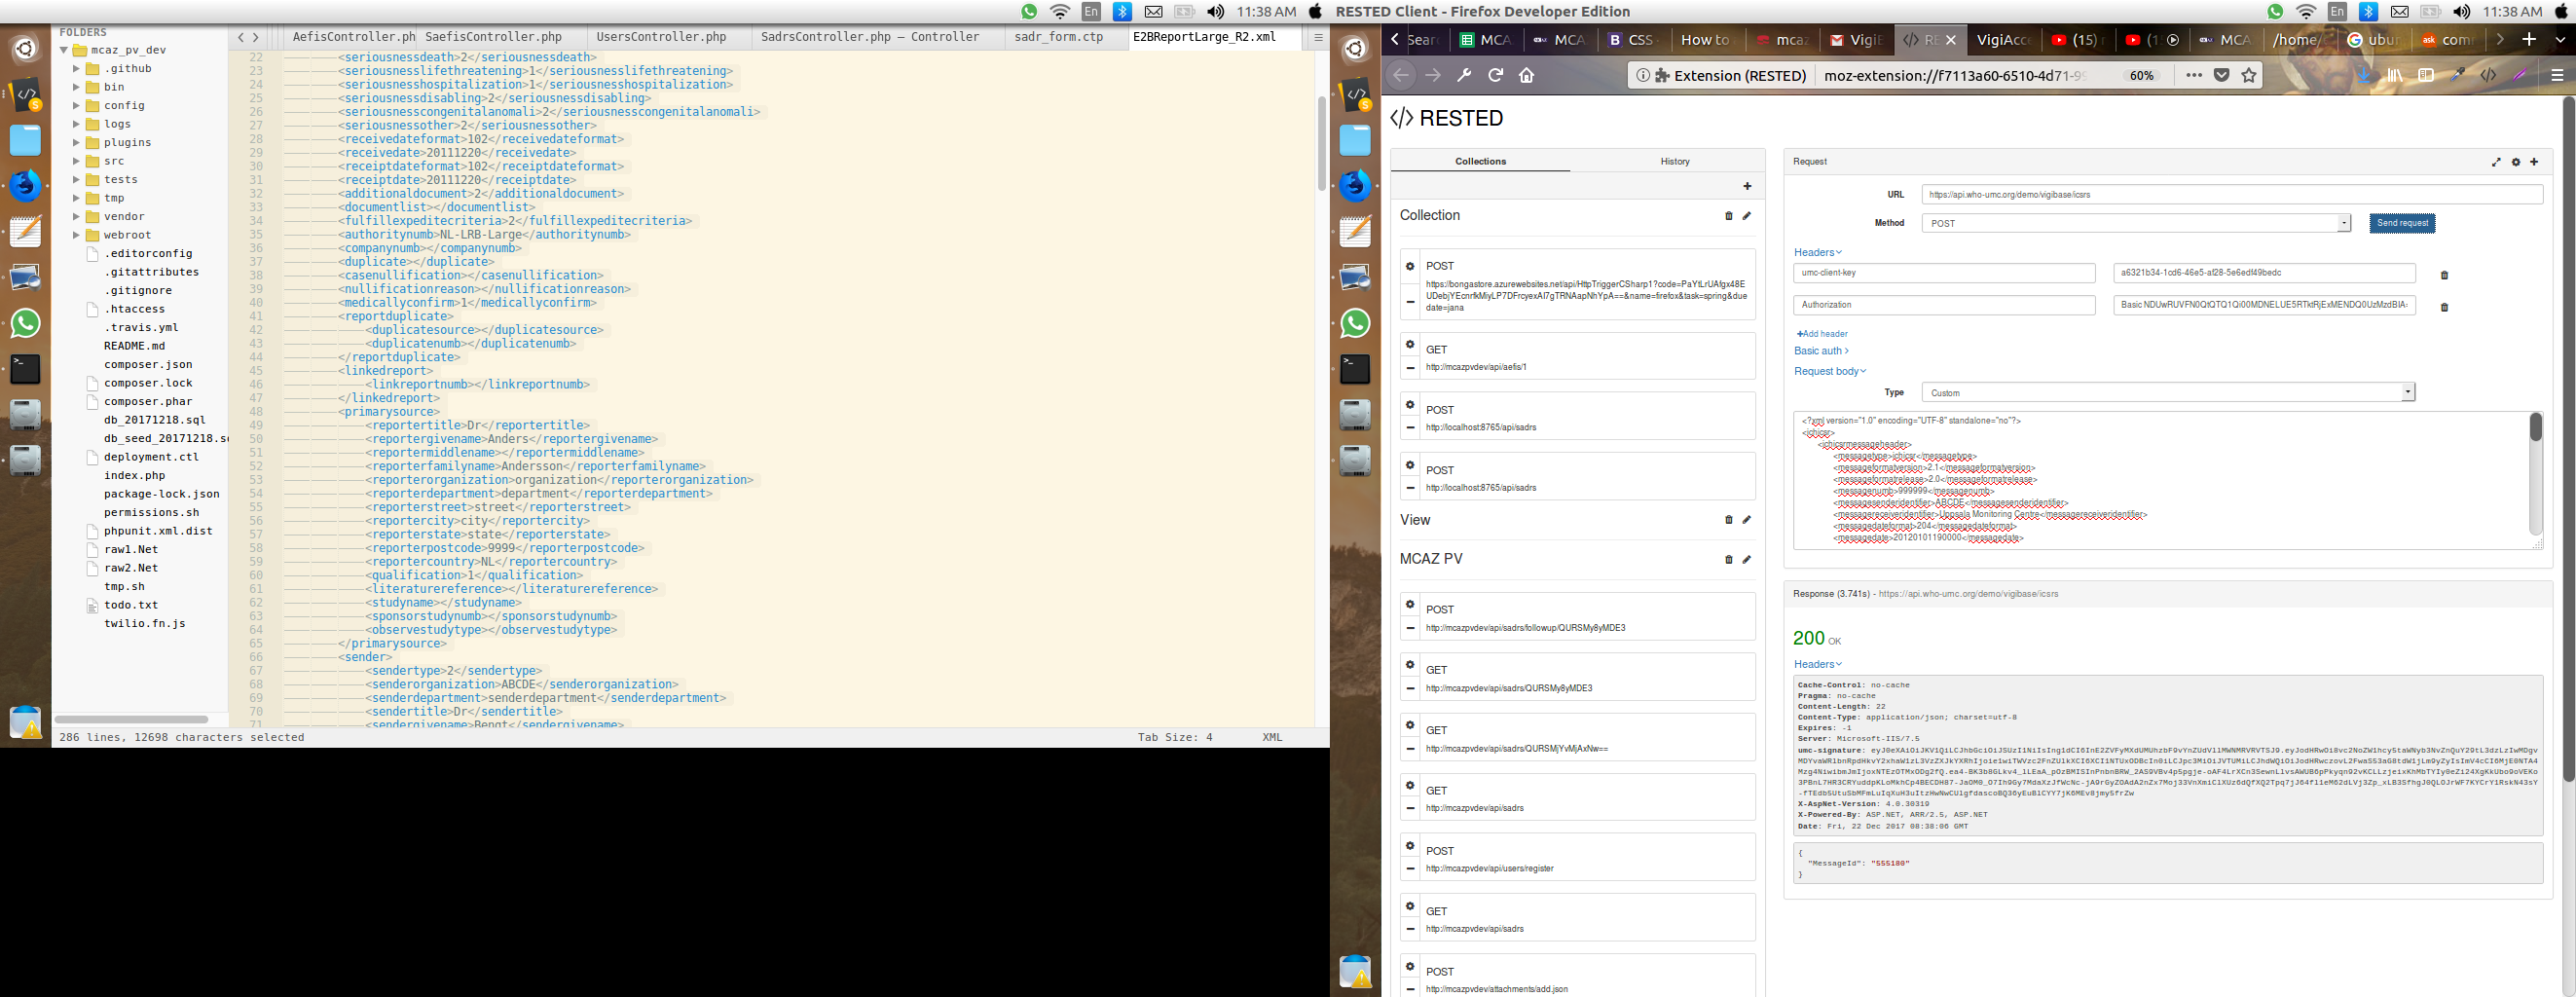 En 11:38 AM
RESTED Client - Firefox Developer Edition
En 11:38 AM
FOLDERS
mcaz_pv_dev
.github
bin
config
logs
plugins
src
tests
tmp
vendor
webroot
.editorconfig
.gitattributes
.gitignore
.htaccess
.travis.yml
README.md
composer.json
composer.lock
composer.phar
db_20171218.sql
db_seed_20171218.s
deployment.ctl
index.php
package-lock.json
permissions.sh
phpunit.xml.dist
raw1.Net
raw2.Net
tmp.sh
todo.txt
twilio.fn.js
AefisController.ph SaefisController.php UsersController.php SadrsController.php — Controller sadr_form.ctp E2BReportLarge_R2.xml
22 <seriousnessdeath>2</seriousnessdeath>
23 <seriousnesslifethreatening>1</seriousnesslifethreatening>
24 <seriousnesshospitalization>1</seriousnesshospitalization>
25 <seriousnessdisabling>2</seriousnessdisabling>
26 <seriousnesscongenitalanomali>2</seriousnesscongenitalanomali>
27 <seriousnessother>2</seriousnessother>
28 <receivedateformat>102</receivedateformat>
29 <receivedate>20111220</receivedate>
30 <receiptdateformat>102</receiptdateformat>
31 <receiptdate>20111220</receiptdate>
32 <additionaldocument>2</additionaldocument>
33 <documentlist></documentlist>
34 <fulfillexpeditecriteria>2</fulfillexpeditecriteria>
35 <authoritynumb>NL-LRB-Large</authoritynumb>
36 <companynumb></companynumb>
37 <duplicate></duplicate>
38 <casenullification></casenullification>
39 <nullificationreason></nullificationreason>
40 <medicallyconfirm>1</medicallyconfirm>
41 <reportduplicate>
42 <duplicatesource></duplicatesource>
43 <duplicatenumb></duplicatenumb>
44 </reportduplicate>
45 <linkedreport>
46 <linkreportnumb></linkreportnumb>
47 </linkedreport>
48 <primarysource>
49 <reportertitle>Dr</reportertitle>
50 <reportergivename>Anders</reportergivename>
51 <reportermiddlename></reportermiddlename>
52 <reporterfamilyname>Andersson</reporterfamilyname>
53 <reporterorganization>organization</reporterorganization>
54 <reporterdepartment>department</reporterdepartment>
55 <reporterstreet>street</reporterstreet>
56 <reportercity>city</reportercity>
57 <reporterstate>state</reporterstate>
58 <reporterpostcode>9999</reporterpostcode>
59 <reportercountry>NL</reportercountry>
60 <qualification>1</qualification>
61 <literaturereference></literaturereference>
62 <studyname></studyname>
63 <sponsorstudynumb></sponsorstudynumb>
64 <observestudytype></observestudytype>
65 </primarysource>
66 <sender>
67 <sendertype>2</sendertype>
68 <senderorganization>ABCDE</senderorganization>
69 <senderdepartment>senderdepartment</senderdepartment>
70 <sendertitle>Dr</sendertitle>
71 <sendergivename>Bengt</sendergivename>
286 lines, 12698 characters selected Tab Size: 4 XML
Sear MCA MCA CSS How to mcaz Vigi RE VigiAcc (15) MCA /home/ ubu com
Extension (RESTED) moz-extension://f7113a60-6510-4d71-9 60%
</> RESTED
Collections History
Collection
POST
https://bongastore.azurewebsites.net/api/HttpTriggerCSharp1?code=
&name=firefox&task=spring&due
date=jana
GET
http://mcazpvdev/api/aefis/1
POST
http://localhost:8765/api/sadrs
POST
http://localhost:8765/api/sadrs
View
MCAZ PV
POST
http://mcazpvdev/api/sadrs/followup/QURSMy8yMDE3
GET
http://mcazpvdev/api/sadrs/QURSMy8yMDE3
GET
http://mcazpvdev/api/sadrs/QURSMjYvMjAxNw==
GET
http://mcazpvdev/api/sadrs
POST
http://mcazpvdev/api/users/register
GET
http://mcazpvdev/api/sadrs
POST
http://mcazpvdev/attachments/add.json
Request
URL https://api.who-umc.org/demo/vigibase/icsrs
Method POST Send request
Headers
umc-client-key
Authorization Basic
Add header
Basic auth
Request body
Type Custom
<?xml version="1.0" encoding="UTF-8" standalone="no"?>
<ichicsr>
<ichicsrmessageheader>
<messagetype>ichicsr</messagetype>
<messageformatversion>2.1</messageformatversion>
<messageformatrelease>2.0</messageformatrelease>
<messagenumb>999999</messagenumb>
<messagesenderidentifier>ABCDE</messagesenderidentifier>
<messagereceiveridentifier>Uppsala Monitoring Centre</messagereceiveridentifier>
<messagedateformat>204</messagedateformat>
<messagedate>20120101190000</messagedate>
Response (3.741s) - https://api.who-umc.org/demo/vigibase/icsrs
200 OK
Headers
Cache-Control: no-cache
Pragma: no-cache
Content-Length: 22
Content-Type: application/json; charset=utf-8
Expires: -1
Server: Microsoft-IIS/7.5
umc-signature:
X-AspNet-Version: 4.0.30319
X-Powered-By: ASP.NET, ARR/2.5, ASP.NET
Date: Fri, 22 Dec 2017 08:38:06 GMT
{
"MessageId": "555180"
}